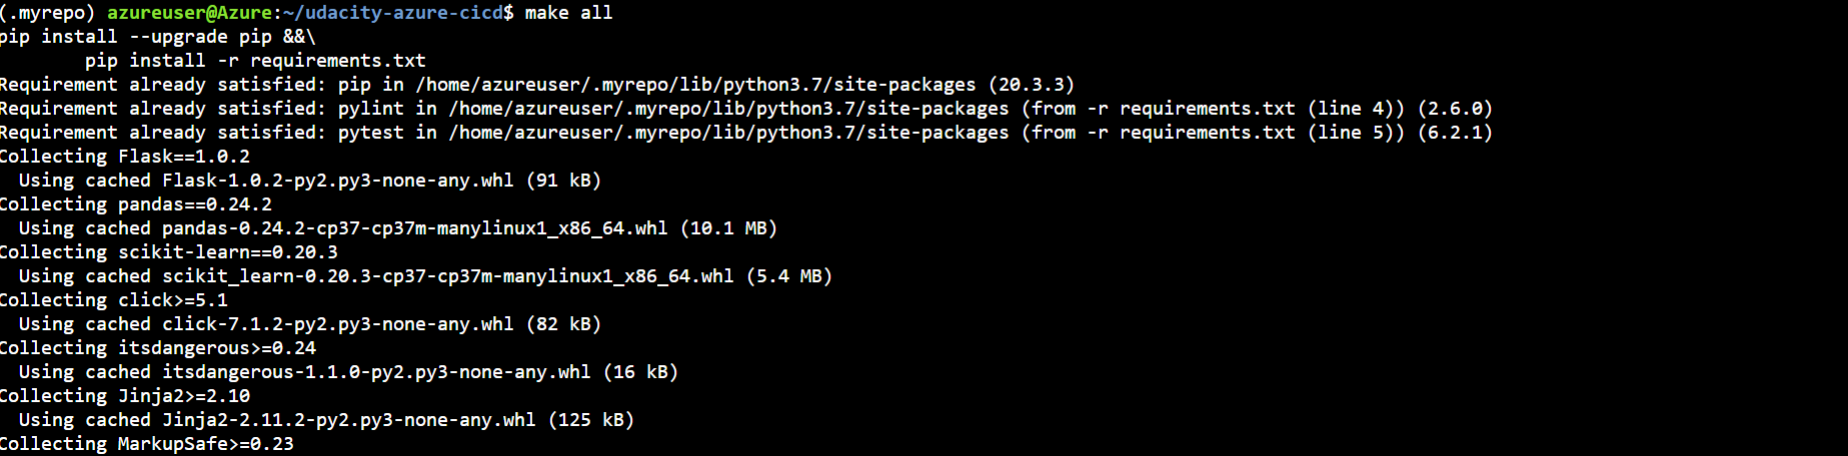 (.myrepo) azureuser@Azure:~/udacity-azure-cicd$ make all
pip install --upgrade pip &&\
        pip install -r requirements.txt
Requirement already satisfied: pip in /home/azureuser/.myrepo/lib/python3.7/site-packages (20.3.3)
Requirement already satisfied: pylint in /home/azureuser/.myrepo/lib/python3.7/site-packages (from -r requirements.txt (line 4)) (2.6.0)
Requirement already satisfied: pytest in /home/azureuser/.myrepo/lib/python3.7/site-packages (from -r requirements.txt (line 5)) (6.2.1)
Collecting Flask==1.0.2
  Using cached Flask-1.0.2-py2.py3-none-any.whl (91 kB)
Collecting pandas==0.24.2
  Using cached pandas-0.24.2-cp37-cp37m-manylinux1_x86_64.whl (10.1 MB)
Collecting scikit-learn==0.20.3
  Using cached scikit_learn-0.20.3-cp37-cp37m-manylinux1_x86_64.whl (5.4 MB)
Collecting click>=5.1
  Using cached click-7.1.2-py2.py3-none-any.whl (82 kB)
Collecting itsdangerous>=0.24
  Using cached itsdangerous-1.1.0-py2.py3-none-any.whl (16 kB)
Collecting Jinja2>=2.10
  Using cached Jinja2-2.11.2-py2.py3-none-any.whl (125 kB)
Collecting MarkupSafe>=0.23